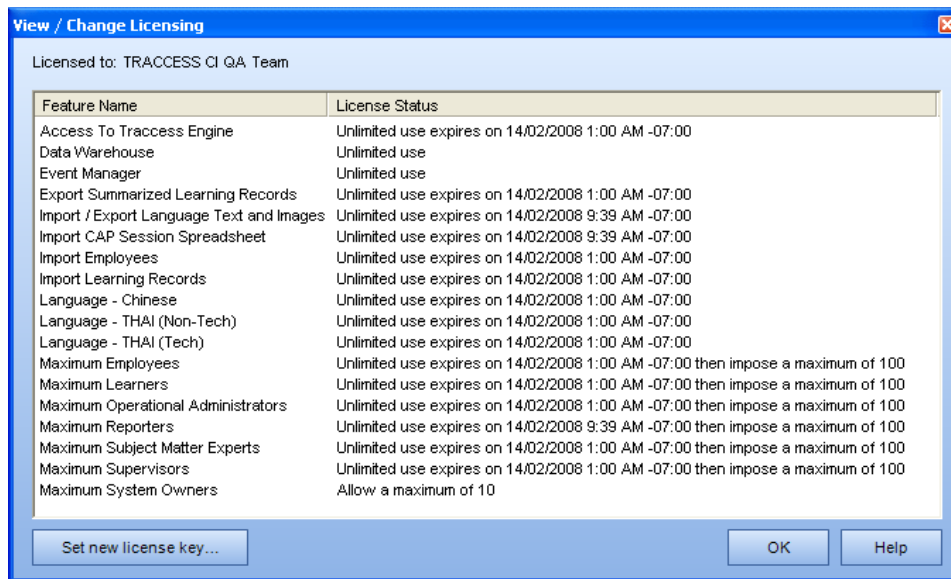 View / Change Licensing
Licensed to: TRACCESS CI QA Team
Feature Name License Status
Access To Traccess Engine Unlimited use expires on 14/02/2008 1:00 AM -07:00
Data Warehouse Unlimited use
Event Manager Unlimited use
Export Summarized Learning Records Unlimited use expires on 14/02/2008 1:00 AM -07:00
Import / Export Language Text and Images Unlimited use expires on 14/02/2008 9:39 AM -07:00
Import CAP Session Spreadsheet Unlimited use expires on 14/02/2008 9:39 AM -07:00
Import Employees Unlimited use expires on 14/02/2008 1:00 AM -07:00
Import Learning Records Unlimited use expires on 14/02/2008 1:00 AM -07:00
Language - Chinese Unlimited use expires on 14/02/2008 1:00 AM -07:00
Language - THAI (Non-Tech) Unlimited use expires on 14/02/2008 1:00 AM -07:00
Language - THAI (Tech) Unlimited use expires on 14/02/2008 1:00 AM -07:00
Maximum Employees Unlimited use expires on 14/02/2008 1:00 AM -07:00 then impose a maximum of 100
Maximum Learners Unlimited use expires on 14/02/2008 1:00 AM -07:00 then impose a maximum of 100
Maximum Operational Administrators Unlimited use expires on 14/02/2008 1:00 AM -07:00 then impose a maximum of 100
Maximum Reporters Unlimited use expires on 14/02/2008 9:39 AM -07:00 then impose a maximum of 100
Maximum Subject Matter Experts Unlimited use expires on 14/02/2008 1:00 AM -07:00 then impose a maximum of 100
Maximum Supervisors Unlimited use expires on 14/02/2008 1:00 AM -07:00 then impose a maximum of 100
Maximum System Owners Allow a maximum of 10
Set new license key... OK Help